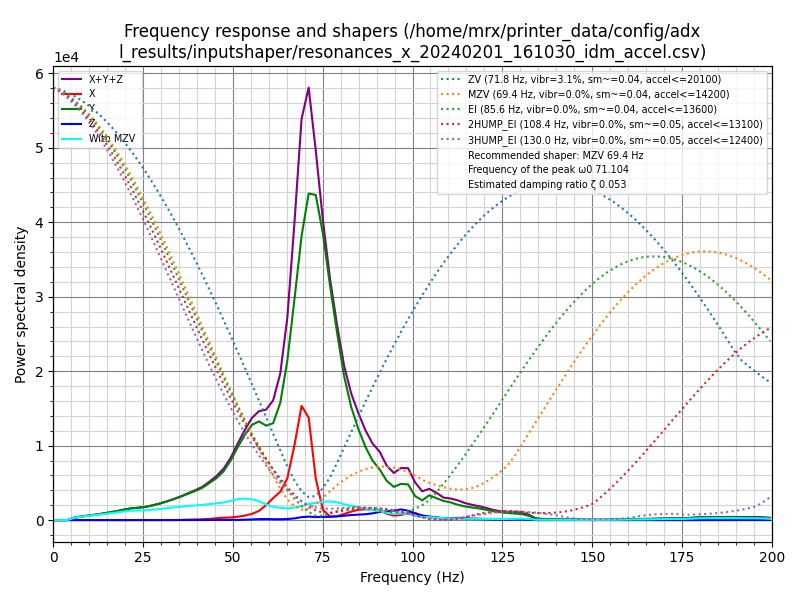 Frequency response and shapers (/home/mrx/printer_data/config/adx
l_results/inputshaper/resonances_x_20240201_161030_idm_accel.csv)
1e4
X+Y+Z
X
Y
Z
With MZV
ZV (71.8 Hz, vibr=3.1%, sm~=0.04, accel<=20100)
MZV (69.4 Hz, vibr=0.0%, sm~=0.04, accel<=14200)
EI (85.6 Hz, vibr=0.0%, sm~=0.04, accel<=13600)
2HUMP_EI (108.4 Hz, vibr=0.0%, sm~=0.05, accel<=13100)
3HUMP_EI (130.0 Hz, vibr=0.0%, sm~=0.05, accel<=12400)
Recommended shaper: MZV 69.4 Hz
Frequency of the peak ω0 71.104
Estimated damping ratio ζ 0.053
Power spectral density
6
5
4
3
2
1
0
0 25 50 75 100 125 150 175 200
Frequency (Hz)